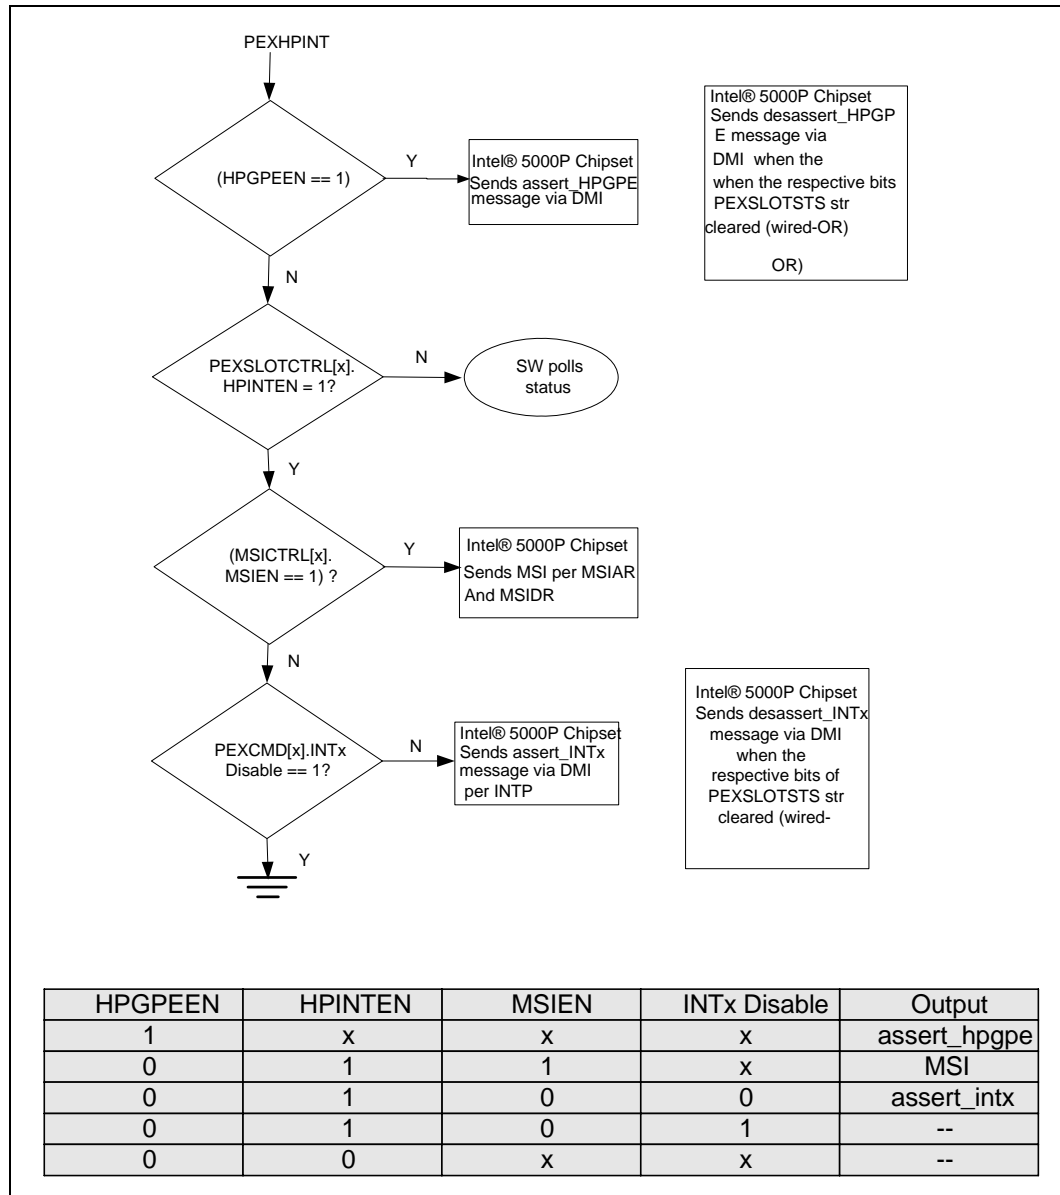 PEXHPINT
(HPGPEEN == 1)
Y
Intel® 5000P Chipset
Sends assert_HPGPE
message via DMI
Intel® 5000P Chipset
Sends desassert_HPGP
E message via
DMI when the
when the respective bits
PEXSLOTSTS str
cleared (wired-OR)
OR)
N
PEXSLOTCTRL[x].
HPINTEN = 1?
N
SW polls
status
Y
(MSICTRL[x].
MSIEN == 1) ?
Y
Intel® 5000P Chipset
Sends MSI per MSIAR
And MSIDR
N
PEXCMD[x].INTx
Disable == 1?
N
Intel® 5000P Chipset
Sends assert_INTx
message via DMI
per INTP
Intel® 5000P Chipset
Sends desassert_INTx
message via DMI
when the
respective bits of
PEXSLOTSTS str
cleared (wired-
Y
HPGPEEN HPINTEN MSIEN INTx Disable Output
1 x x x assert_hpgpe
0 1 1 x MSI
0 1 0 0 assert_intx
0 1 0 1 --
0 0 x x --